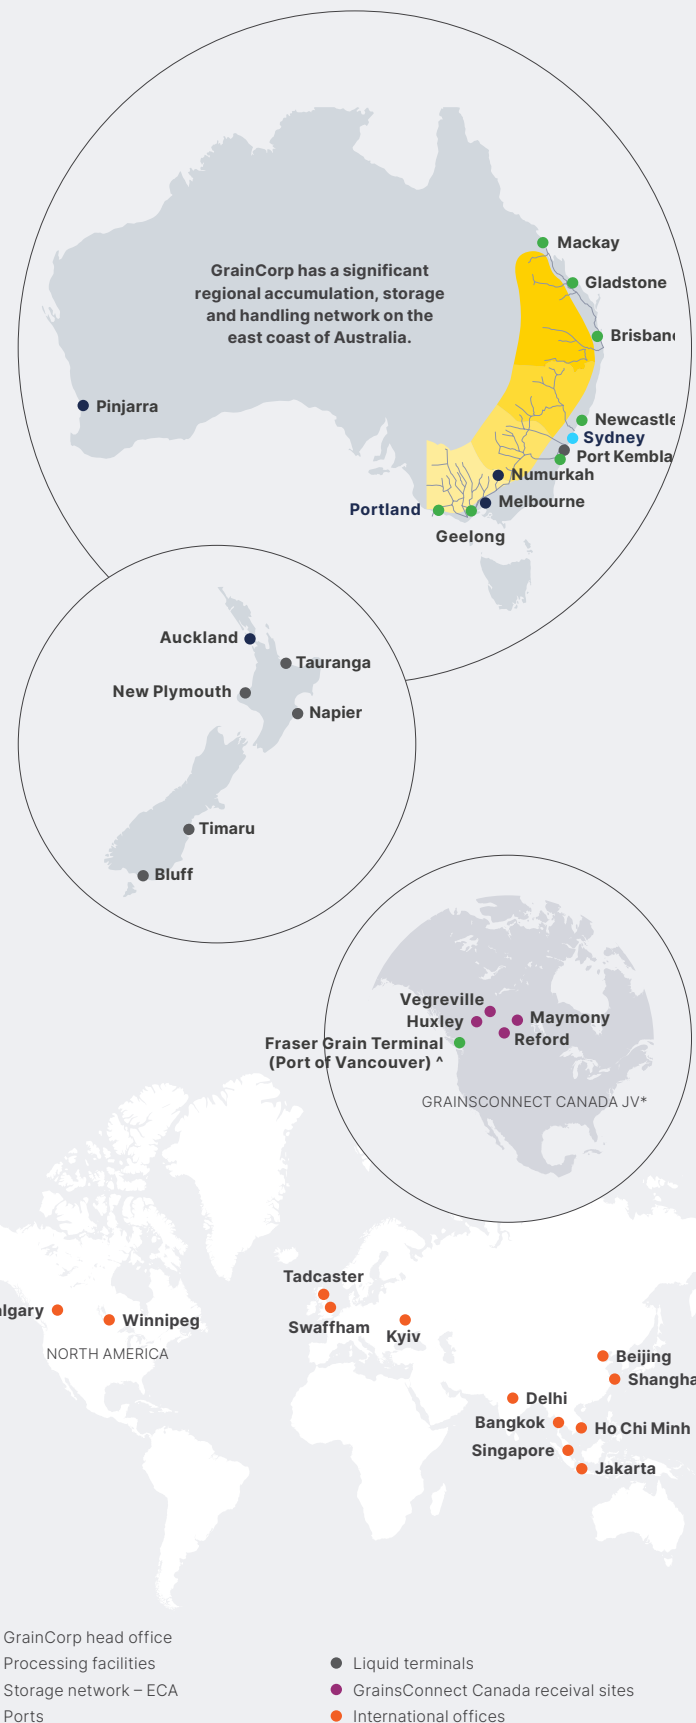 Mackay
GrainCorp has a significant
regional accumulation, storage
and handling network on the
east coast of Australia.
Gladstone
Brisban
Pinjarra
Newcastle
Sydney
Port Kembla
Numurkah
Melbourne
Portland
Geelong
Auckland
Tauranga
New Plymouth
Napier
Timaru
Bluff
Vegreville
Huxley
Maymony
Reford
Fraser Grain Terminal
(Port of Vancouver) ^
GRAINSCONNECT CANADA JV*
Tadcaster
lgary
Winnipeg
Swaffham
Kyiv
NORTH AMERICA
Beijing
Shangha
Delhi
Bangkok
Ho Chi Minh
Singapore
Jakarta
GrainCorp head office
Processing facilities
Storage network – ECA
Ports
Liquid terminals
GrainsConnect Canada receival sites
International offices